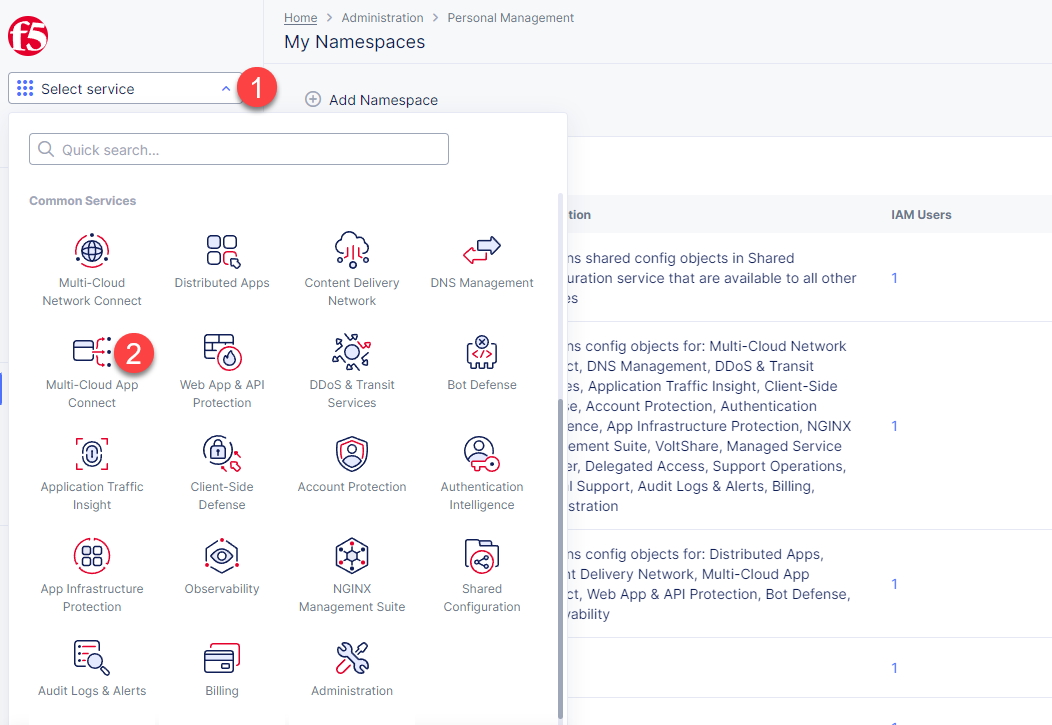 f5
Home > Administration > Personal Management
My Namespaces
Select service
1
Add Namespace
Quick search...
Common Services
Multi-Cloud
Network Connect
Distributed Apps
Content Delivery
Network
DNS Management
2
Multi-Cloud App
Connect
Web App & API
Protection
DDoS & Transit
Services
Bot Defense
Application Traffic
Insight
Client-Side
Defense
Account Protection
Authentication
Intelligence
App Infrastructure
Protection
Observability
NGINX
Management Suite
Shared
Configuration
Audit Logs & Alerts
Billing
Administration
tion
IAM Users
ns shared config objects in Shared
uration service that are available to all other
es
1
ns config objects for: Multi-Cloud Network
ct, DNS Management, DDoS & Transit
es, Application Traffic Insight, Client-Side
se, Account Protection, Authentication
ence, App Infrastructure Protection, NGINX
ement Suite, VoltShare, Managed Service
er, Delegated Access, Support Operations,
l Support, Audit Logs & Alerts, Billing,
stration
1
ns config objects for: Distributed Apps,
nt Delivery Network, Multi-Cloud App
ct, Web App & API Protection, Bot Defense,
vability
1
1